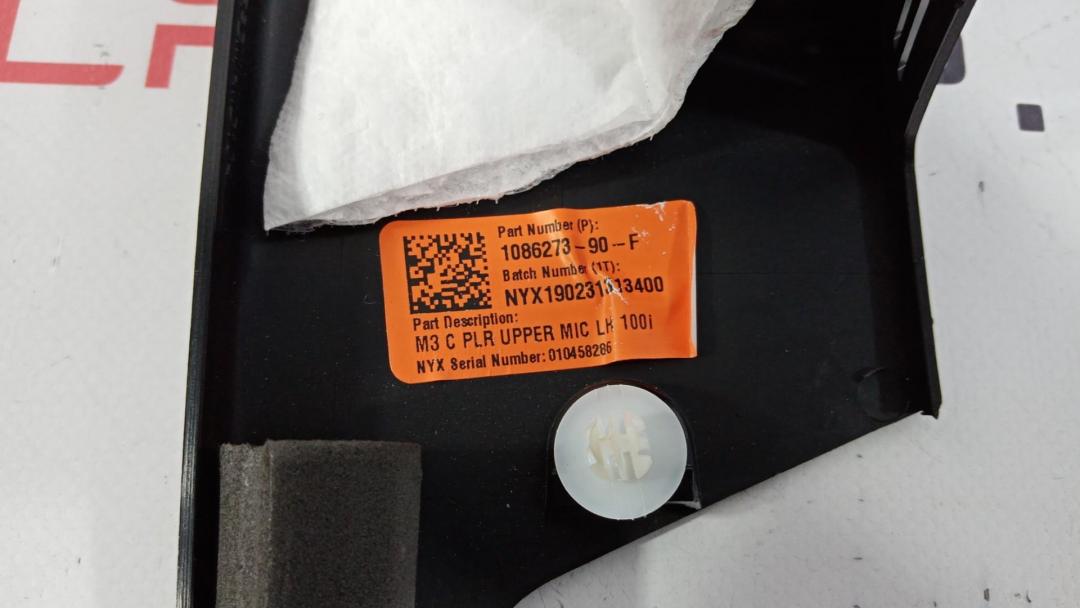 Part Number (P):
1086273-90--F
Batch Number (1T):
NYX190231343400
Part Description:
M3 C PLR UPPER MIC LH 100i
NYX Serial Number: 010458286